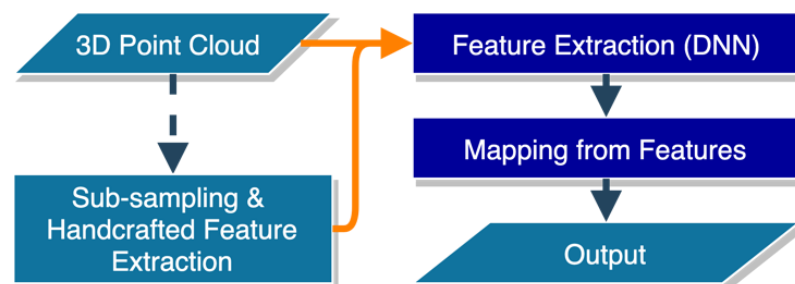 3D Point Cloud
Sub-sampling &
Handcrafted Feature
Extraction
Feature Extraction (DNN)
Mapping from Features
Output